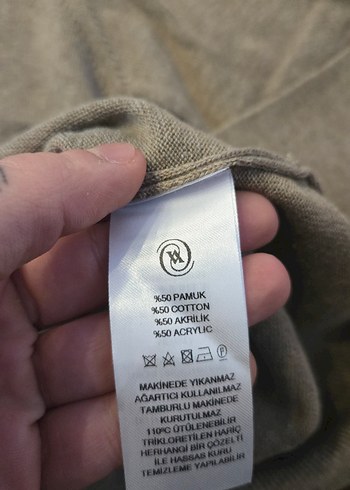 %50 PAMUK
%50 COTTON
%50 AKRİLİK
%50 ACRYLIC
MAKİNEDE YIKANMAZ
AĞARTICI KULLANILMAZ
TAMBURLU MAKİNEDE
KURUTULMAZ
110ºC ÜTÜLENEBİLİR
TRİKLORETİLEN HARİÇ
HERHANGİ BİR ÇÖZELTİ
İLE HASSAS KURU
TEMİZLEME YAPILABİLİR